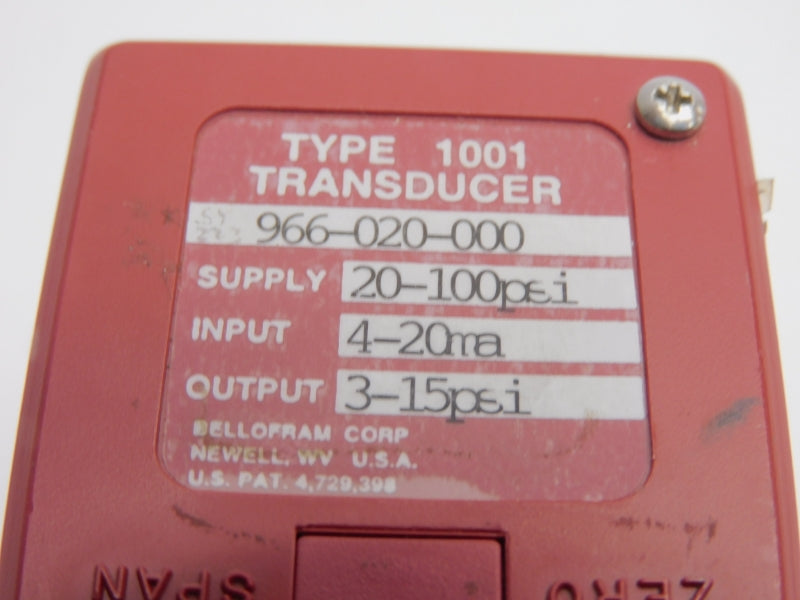 TYPE 1001
TRANSDUCER
966-020-000
SUPPLY 20-100psi
INPUT 4-20ma
OUTPUT 3-15psi
BELLOFRAM CORP
NEWELL, WV U.S.A.
U.S. PAT. 4,729,398
SPAN ZERO